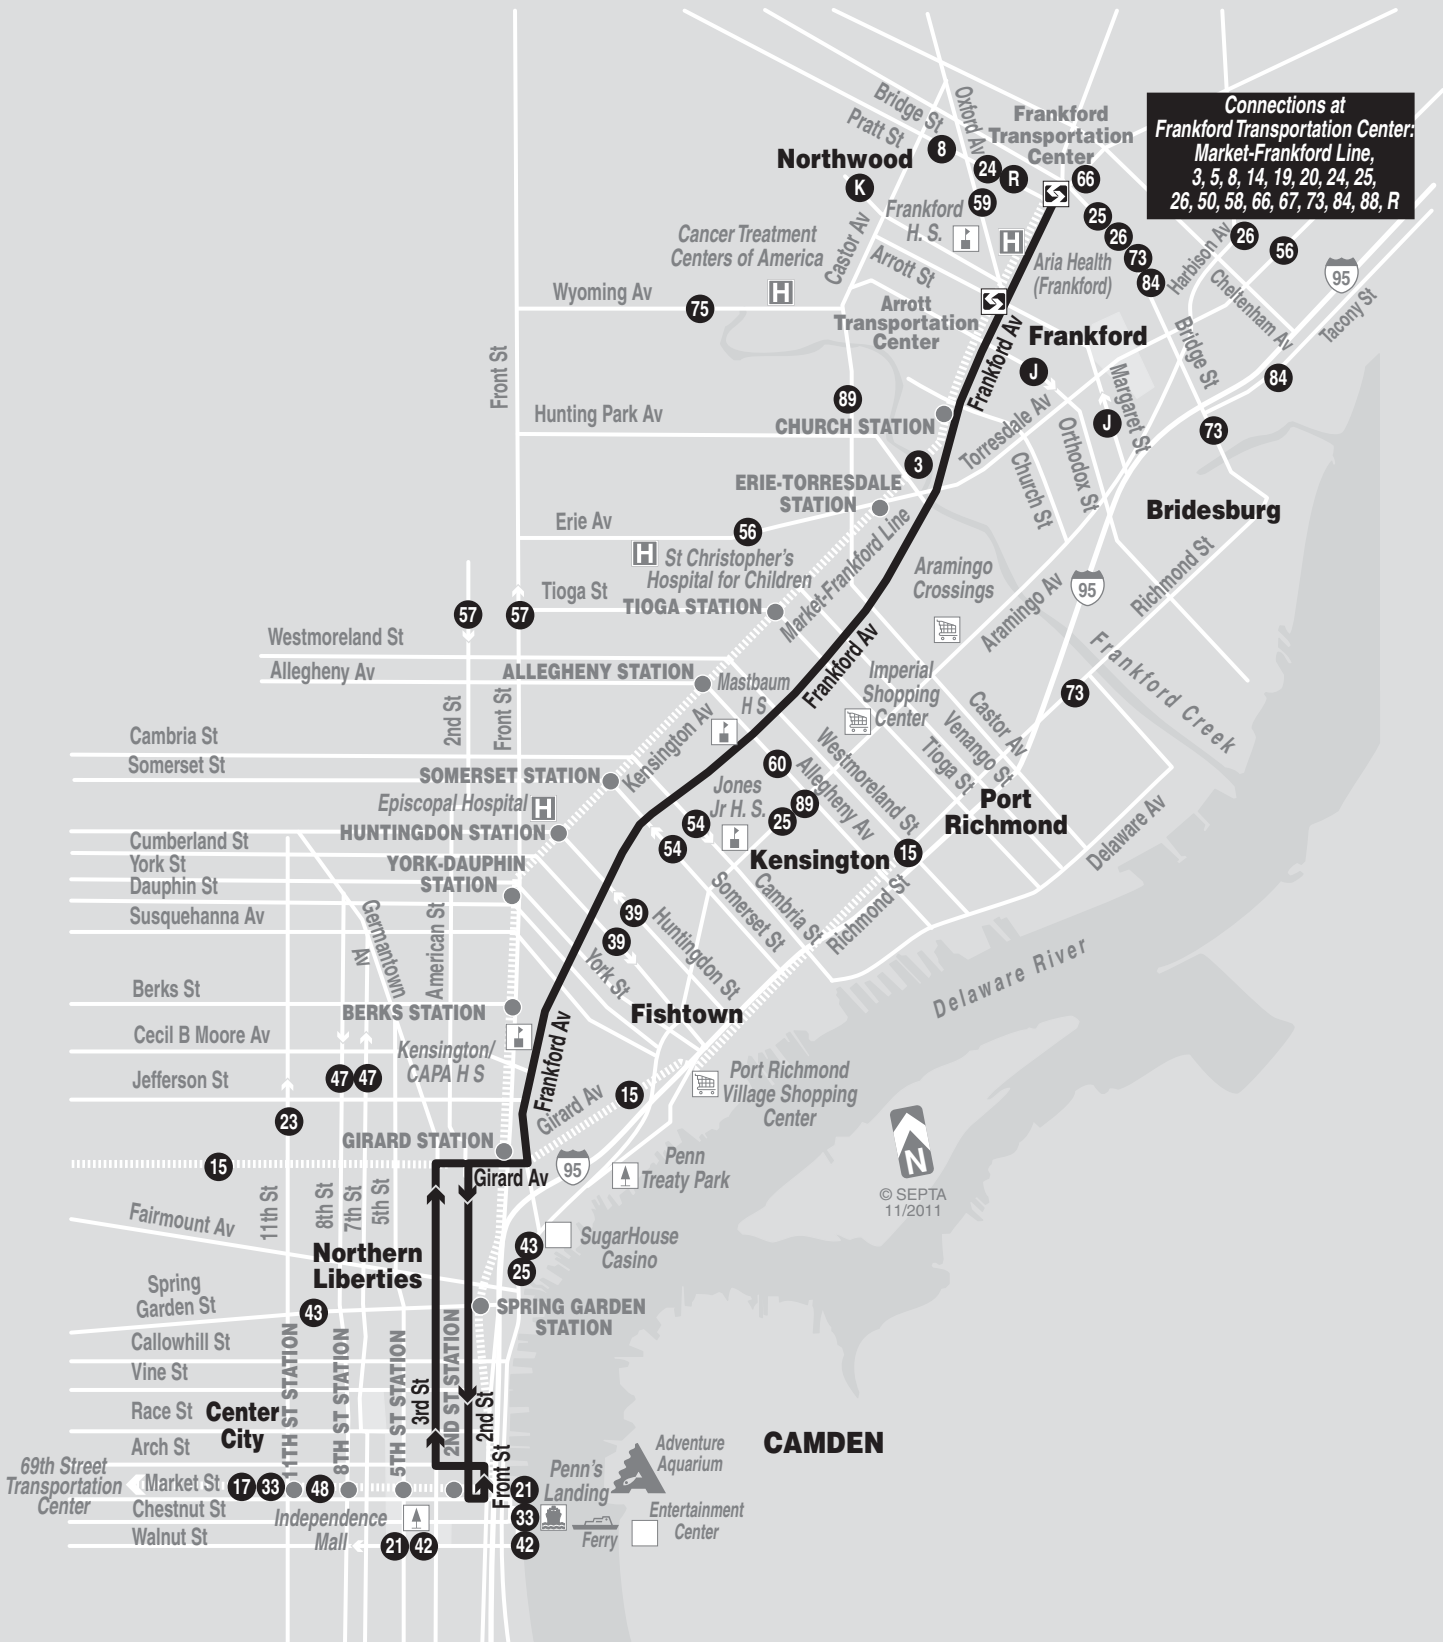 Connections at
Frankford Transportation Center:
Market-Frankford Line,
3, 5, 8, 14, 19, 20, 24, 25,
26, 50, 58, 66, 67, 73, 84, 88, R
Bridge St
Pratt St
Oxford Av
Frankford
Transportation
Center
Northwood
8
24
R
66
K
59
25
26
73
84
26
56
Frankford
H. S.
H
Harbison Av
Cancer Treatment
Centers of America
H
Castor Av
Arrott St
Aria Health
(Frankford)
Cheltenham Av
95
Tacony St
Wyoming Av
75
Arrott
Transportation
Center
Frankford Av
Frankford
Bridge St
Front St
J
Margaret St
84
89
Hunting Park Av
CHURCH STATION
Torresdale Av
Orthodox St
J
73
3
Church St
ERIE-TORRESDALE
STATION
Bridesburg
Erie Av
56
H
St Christopher's
Hospital for Children
Market-Frankford Line
Aramingo
Crossings
Aramingo Av
95
Richmond St
Tioga St
TIOGA STATION
57
57
Westmoreland St
Allegheny Av
ALLEGHENY STATION
Mastbaum
H S
Frankford Av
Imperial
Shopping
Center
Frankford Creek
73
2nd St
Front St
Kensington Av
Castor Av
Venango St
Tioga St
Cambria St
Somerset St
SOMERSET STATION
60
Westmoreland St
Allegheny Av
Episcopal Hospital
H
Jones
Jr H. S.
Port
Richmond
89
25
54
54
Delaware Av
Cumberland St
HUNTINGDON STATION
York St
YORK-DAUPHIN
STATION
Kensington
15
Dauphin St
Susquehanna Av
Germantown
Av
American St
Somerset St
Cambria St
Richmond St
39
39
Huntingdon St
York St
Delaware River
Berks St
BERKS STATION
Fishtown
Cecil B Moore Av
Kensington/
CAPA H S
Frankford Av
Jefferson St
47
47
Port Richmond
Village Shopping
Center
Girard Av
15
23
GIRARD STATION
15
Girard Av
95
Penn
Treaty Park
N
© SEPTA
11/2011
Fairmount Av
11th St
8th St
7th St
5th St
Northern
Liberties
43
25
SugarHouse
Casino
Spring
Garden St
43
SPRING GARDEN
STATION
Callowhill St
Vine St
Race St
Arch St
Center
City
11TH ST STATION
8TH ST STATION
5TH ST STATION
3rd St
2ND ST STATION
2nd St
Front St
CAMDEN
69th Street
Transportation
Center
Market St
17
33
48
21
Penn's
Landing
Adventure
Aquarium
Chestnut St
33
Independence
Mall
Ferry
Entertainment
Center
Walnut St
21
42
42